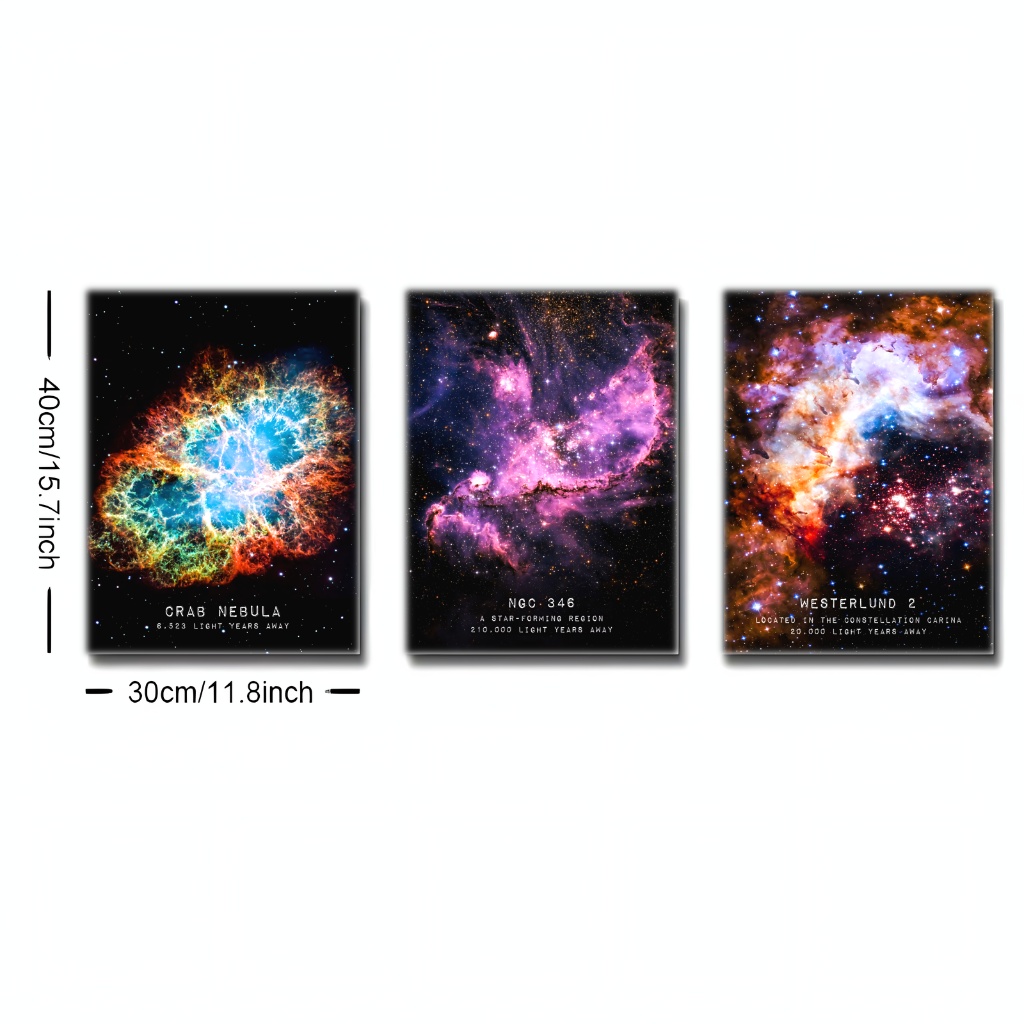 40cm/15.7inch
CRAB NEBULA
6.523 LIGHT YEARS AWAY
NGC 346
A STAR-FORMING REGION
210.000 LIGHT YEARS AWAY
WESTERLUND 2
LOCATED IN THE CONSTELLATION CARINA
20.000 LIGHT YEARS AWAY
30cm/11.8inch